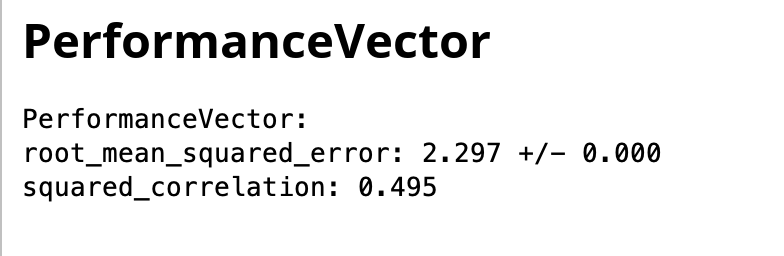 PerformanceVector
PerformanceVector:
root_mean_squared_error: 2.297 +/- 0.000
squared_correlation: 0.495